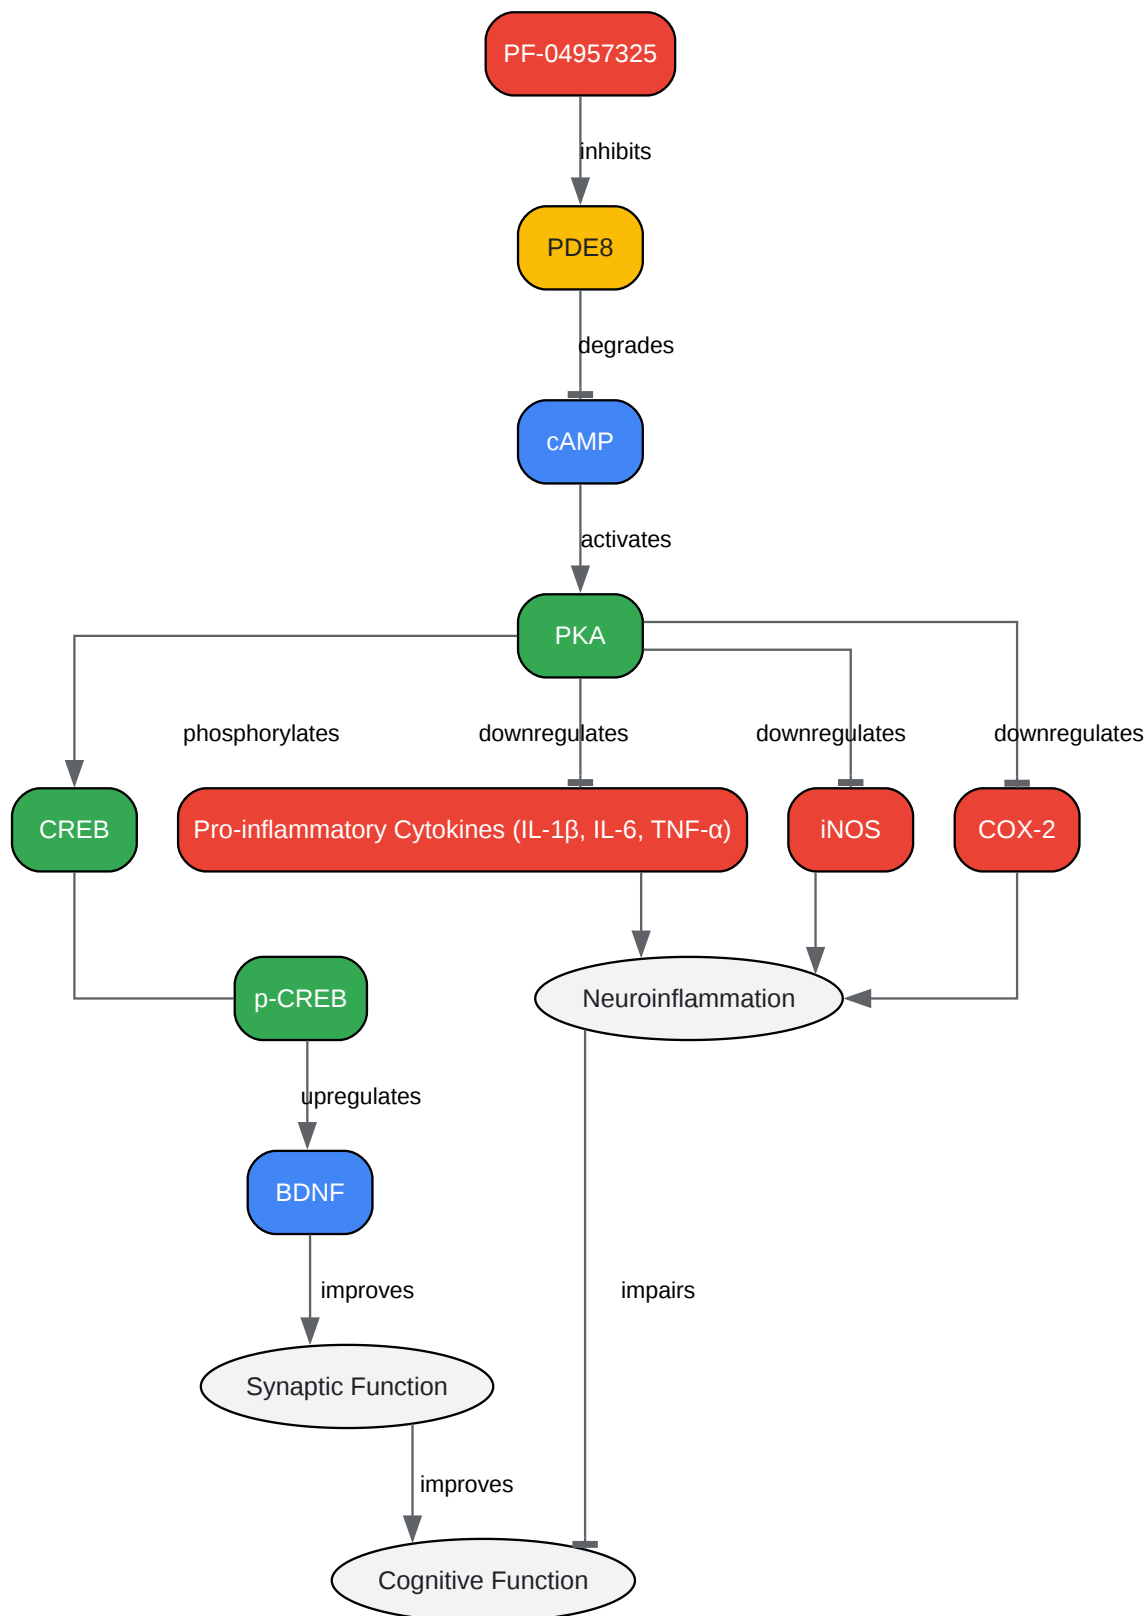 PF-04957325
inhibits
PDE8
degrades
cAMP
activates
PKA
phosphorylates
downregulates
downregulates
downregulates
CREB
Pro-inflammatory Cytokines (IL-1β, IL-6, TNF-α)
iNOS
COX-2
p-CREB
Neuroinflammation
upregulates
BDNF
improves
impairs
Synaptic Function
improves
Cognitive Function